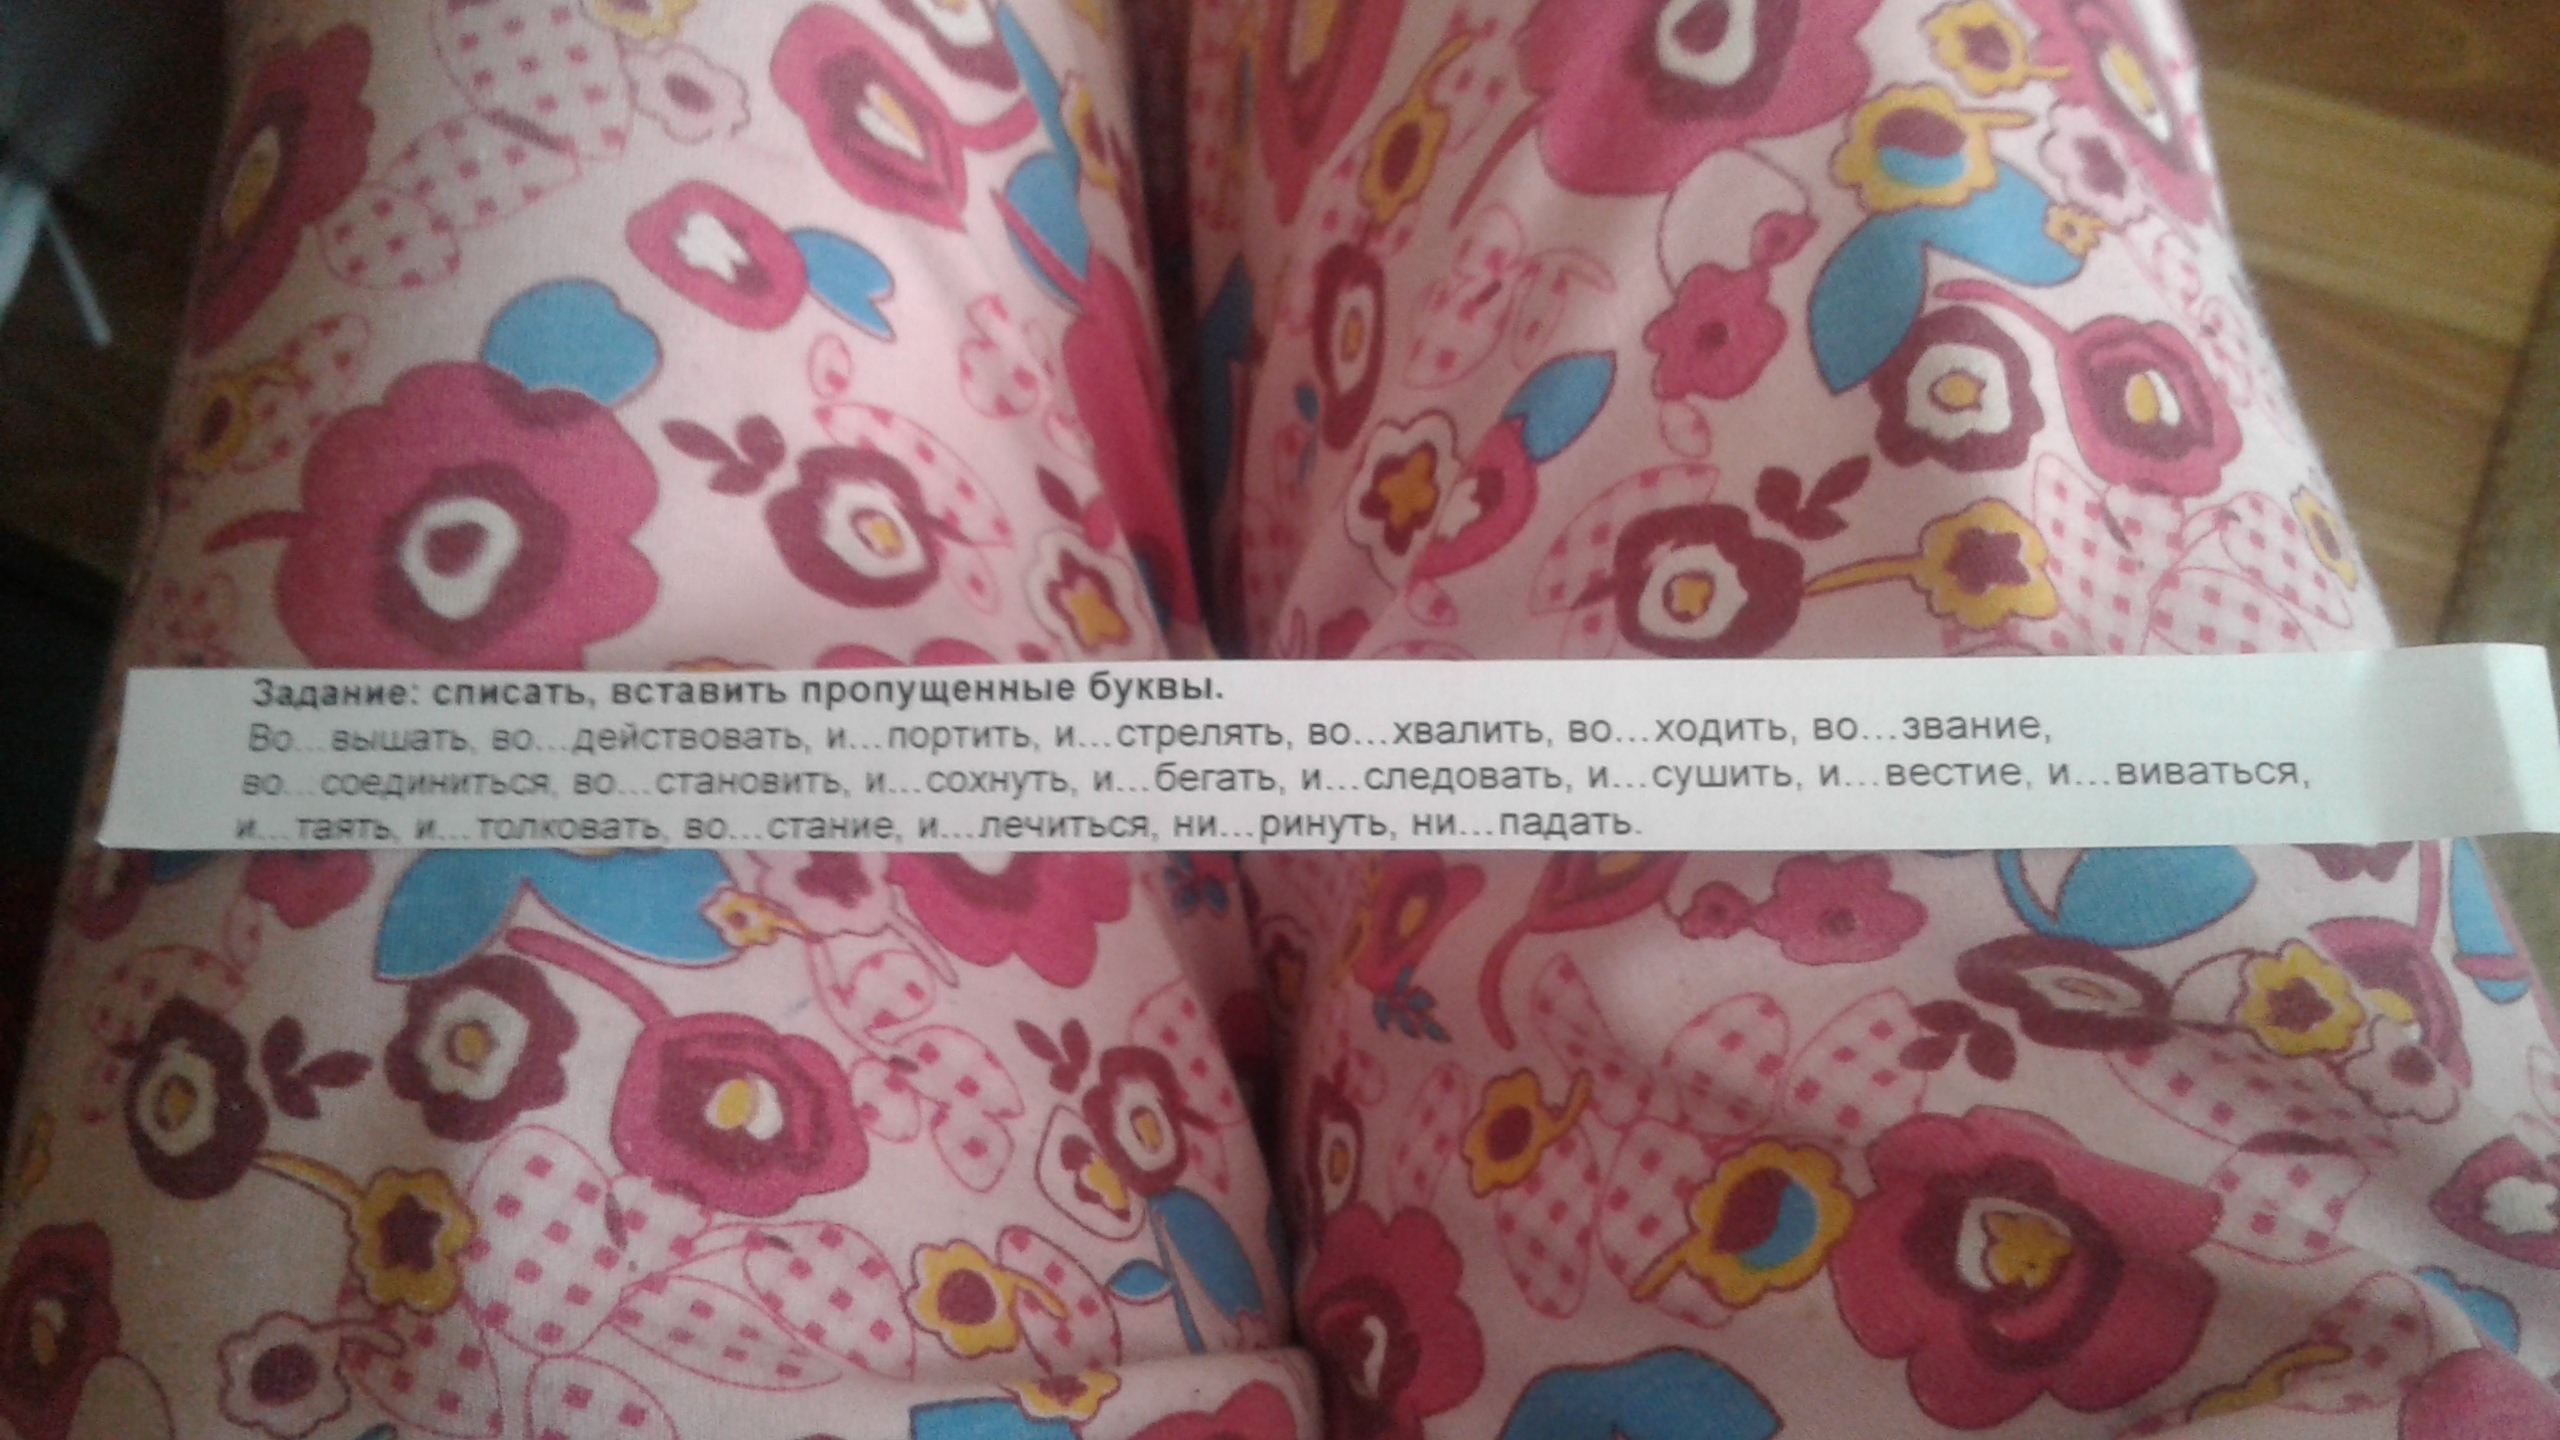 Задание: списать, вставить пропущенные буквы.
Во...вышать, во...действовать, и...портить, и...стрелять, во...хвалить, во...ходить, во...звание,
во...соединиться, во...становить, и...сохнуть, и...бегать, и...следовать, и...сушить, и...вестие, и...виваться,
и...таять, и...толковать, во...стание, и...лечиться, ни...ринуть, ни...падать.